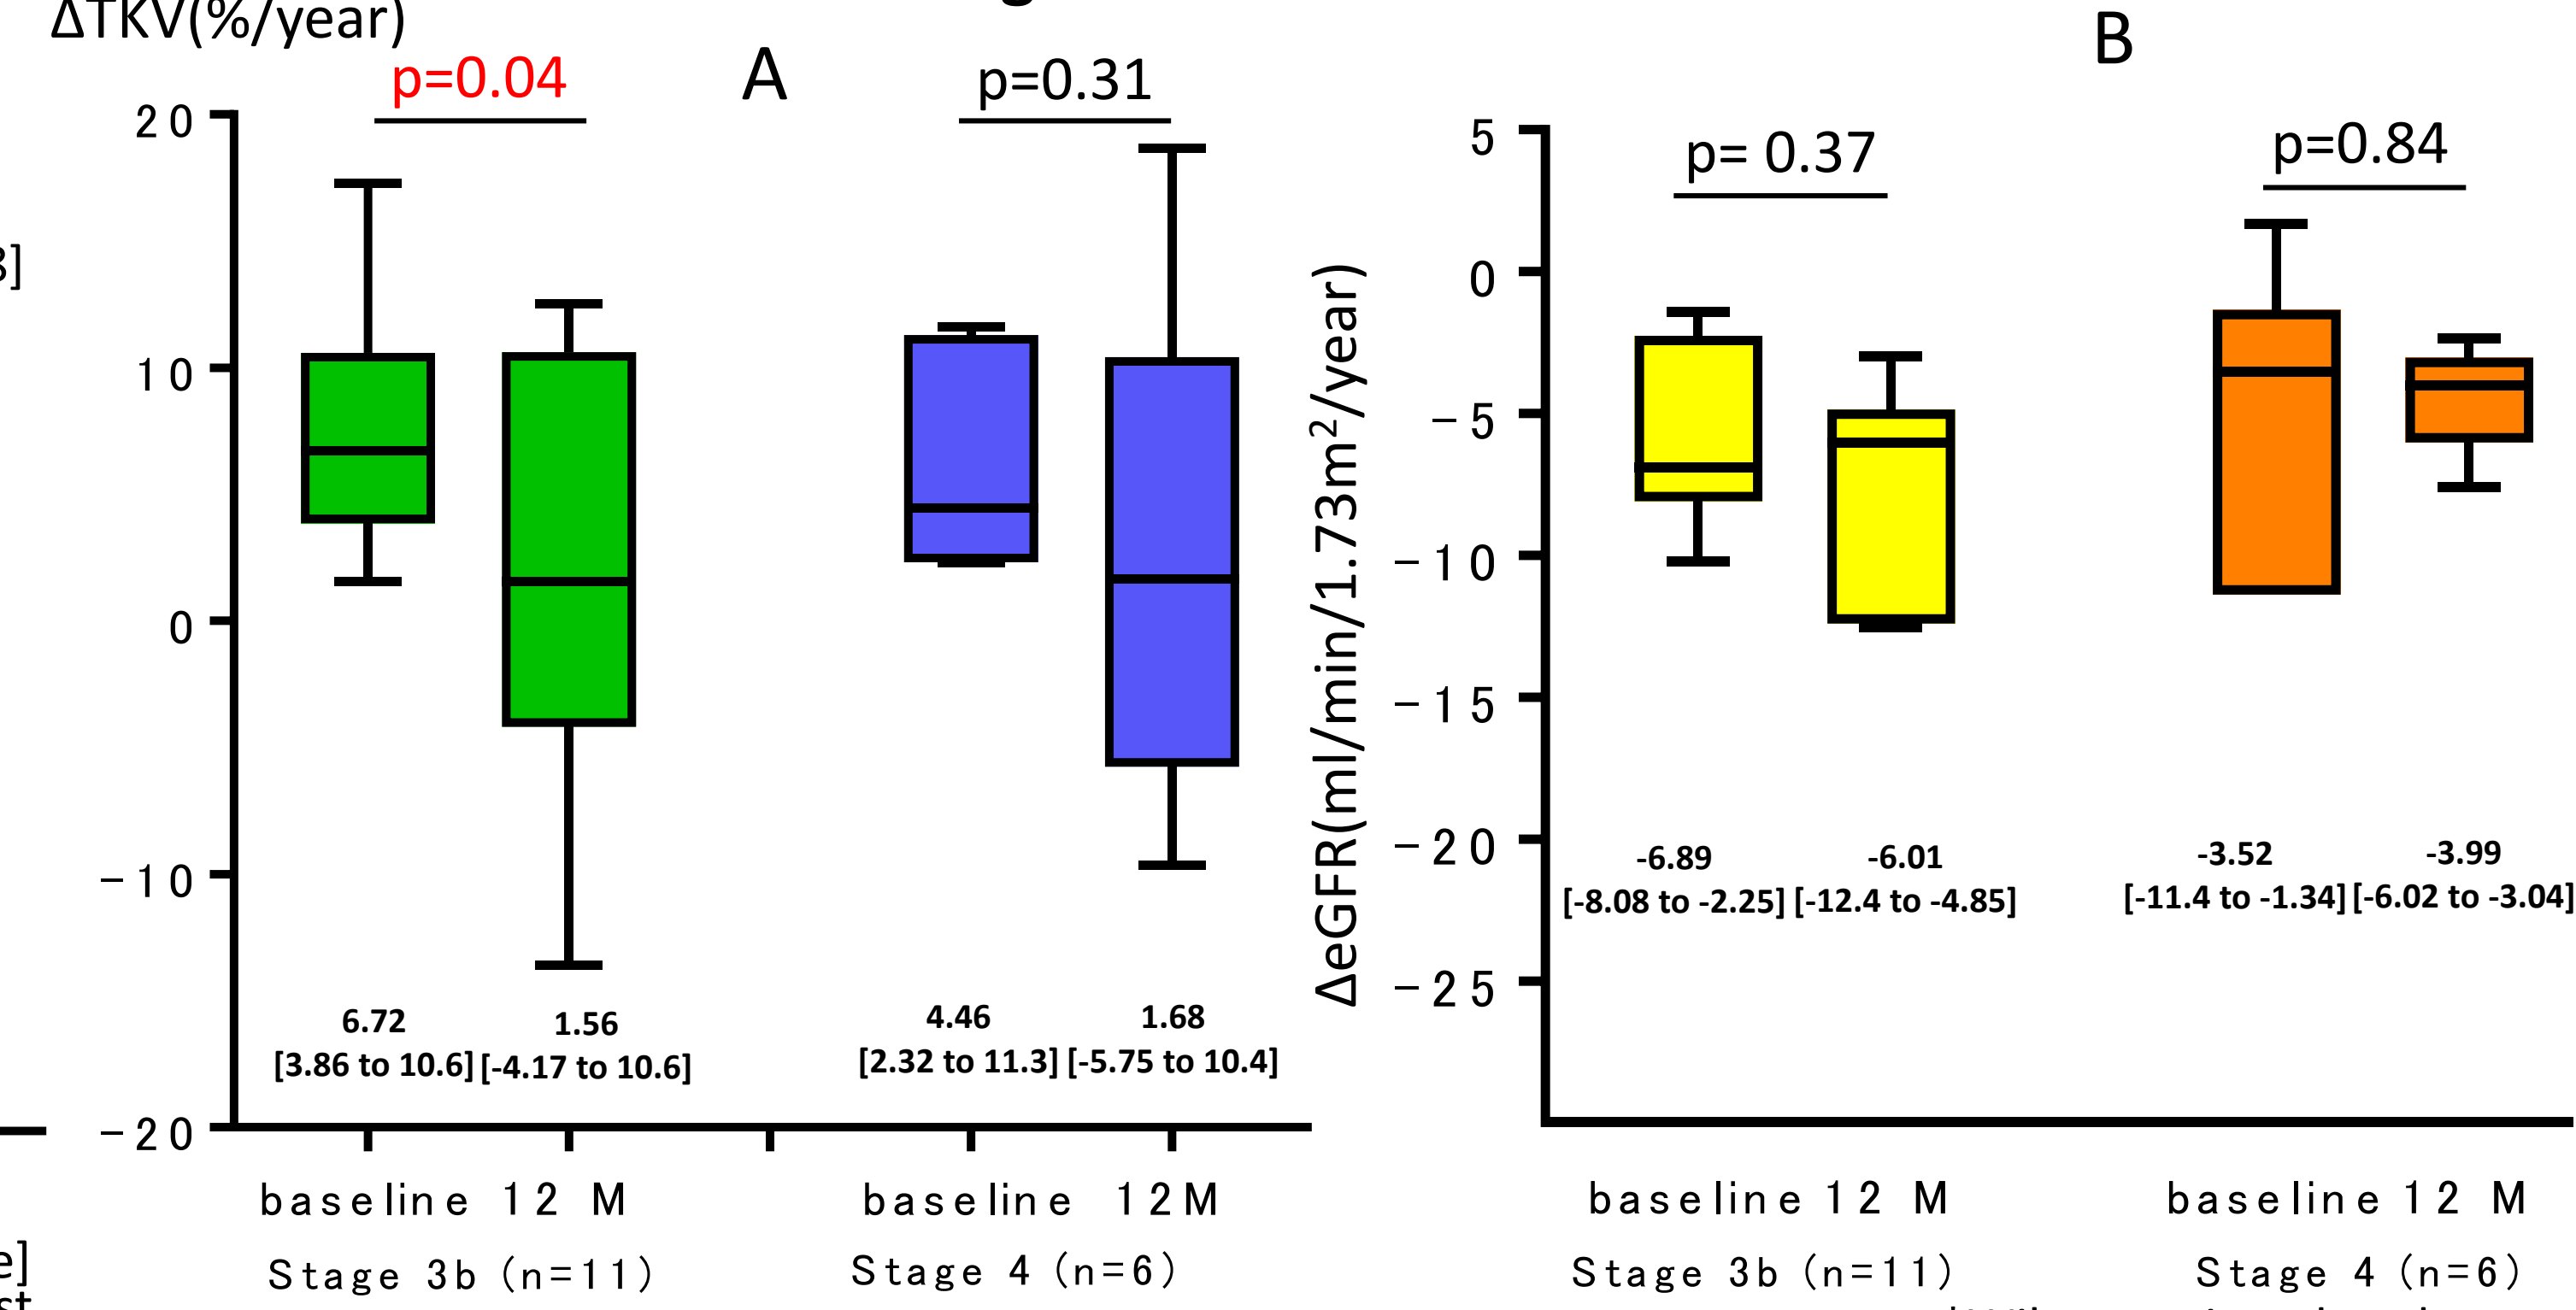 ΔTKV(%/year)
p=0.04
A
p=0.31
20
10
0
-10
-20
6.72
[3.86 to 10.6]
1.56
[-4.17 to 10.6]
4.46
[2.32 to 11.3]
1.68
[-5.75 to 10.4]
baseline 12 M
baseline 12M
Stage 3b (n=11)
Stage 4 (n=6)
B
ΔeGFR(ml/min/1.73m²/year)
p= 0.37
p=0.84
5
0
-5
-10
-15
-20
-25
-6.89
[-8.08 to -2.25]
-6.01
[-12.4 to -4.85]
-3.52
[-11.4 to -1.34]
-3.99
[-6.02 to -3.04]
baseline 12 M
baseline 12 M
Stage 3b (n=11)
Stage 4 (n=6)